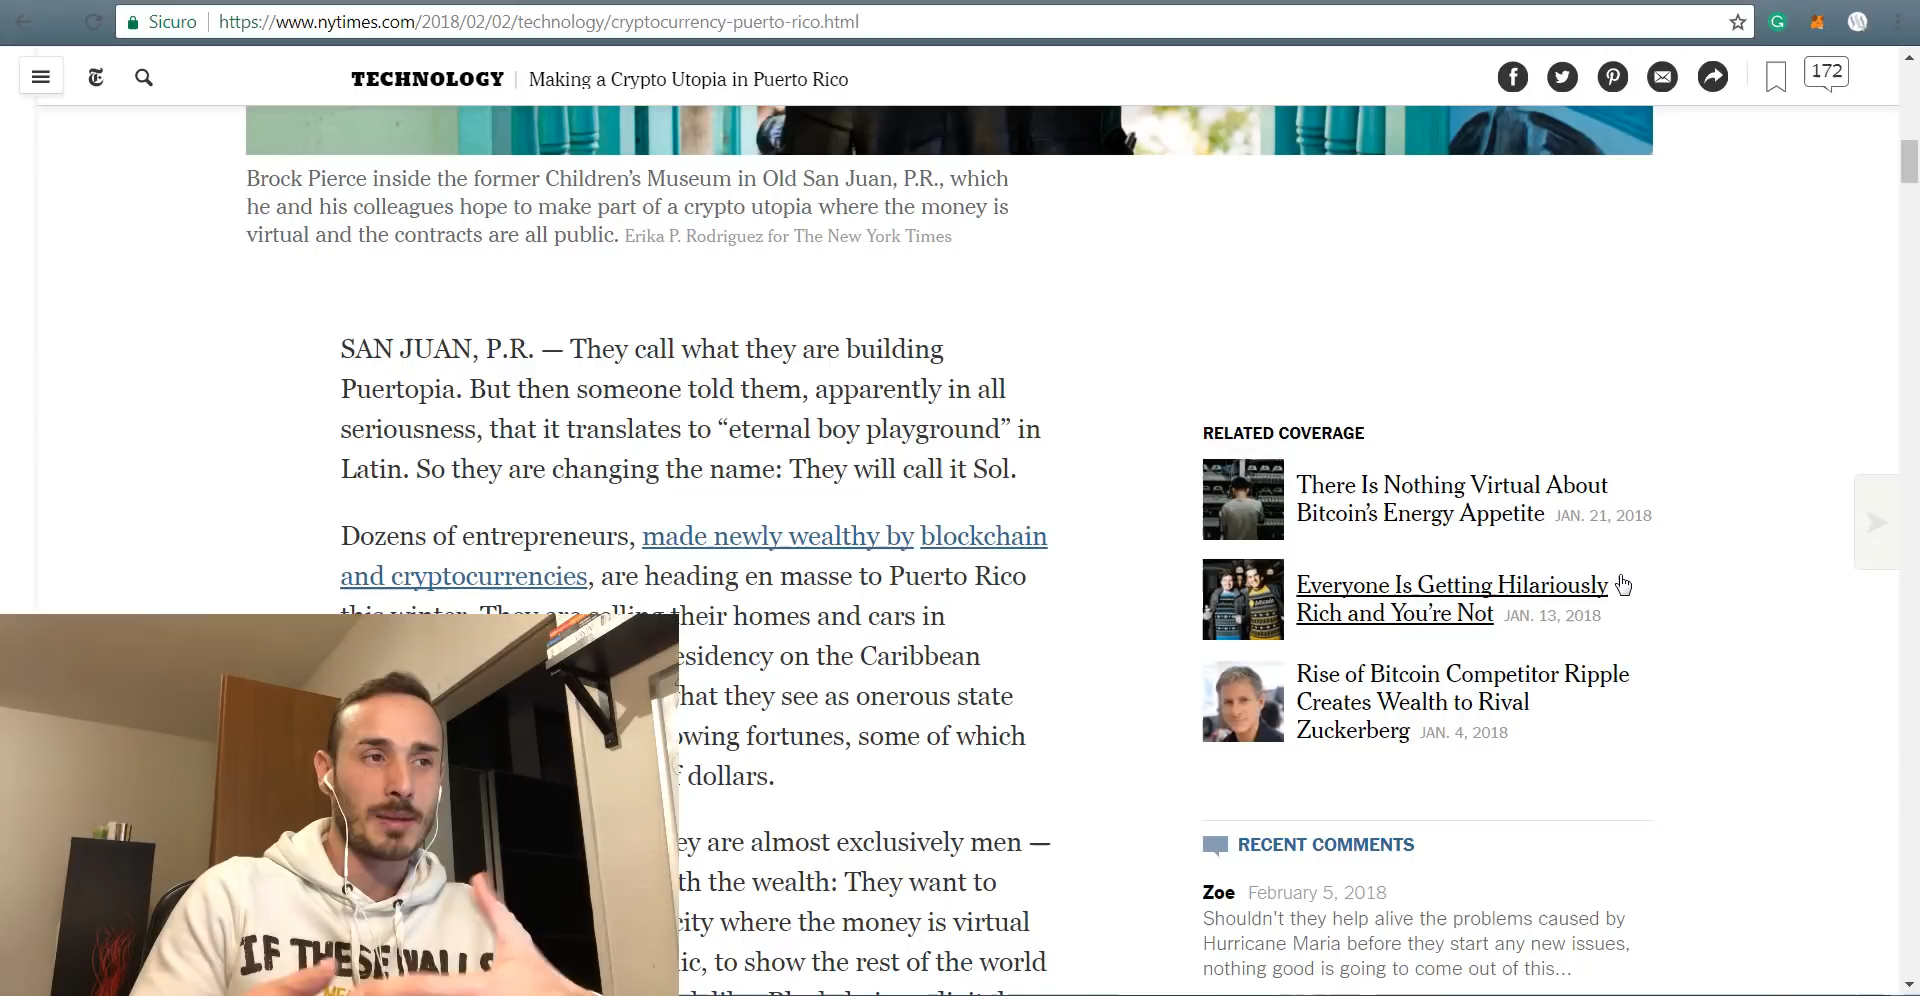 Sicuro https://www.nytimes.com/2018/02/02/technology/cryptocurrency-puerto-rico.html
TECHNOLOGY | Making a Crypto Utopia in Puerto Rico
172
Brock Pierce inside the former Children's Museum in Old San Juan, P.R., which
he and his colleagues hope to make part of a crypto utopia where the money is
virtual and the contracts are all public. Erika P. Rodriguez for The New York Times
SAN JUAN, P.R. — They call what they are building
Puertopia. But then someone told them, apparently in all
seriousness, that it translates to “eternal boy playground” in
Latin. So they are changing the name: They will call it Sol.
Dozens of entrepreneurs, made newly wealthy by blockchain
and cryptocurrencies, are heading en masse to Puerto Rico
this winter. They are selling their homes and cars in
esidency on the Caribbean
hat they see as onerous state
owing fortunes, some of which
f dollars.
ey are almost exclusively men —
th the wealth: They want to
city where the money is virtual
ic, to show the rest of the world
RELATED COVERAGE
There Is Nothing Virtual About
Bitcoin's Energy Appetite JAN. 21, 2018
Everyone Is Getting Hilariously
Rich and You're Not JAN. 13, 2018
Rise of Bitcoin Competitor Ripple
Creates Wealth to Rival
Zuckerberg JAN. 4, 2018
RECENT COMMENTS
Zoe February 5, 2018
Shouldn't they help alive the problems caused by
Hurricane Maria before they start any new issues,
nothing good is going to come out of this...
IF THESE WALLS